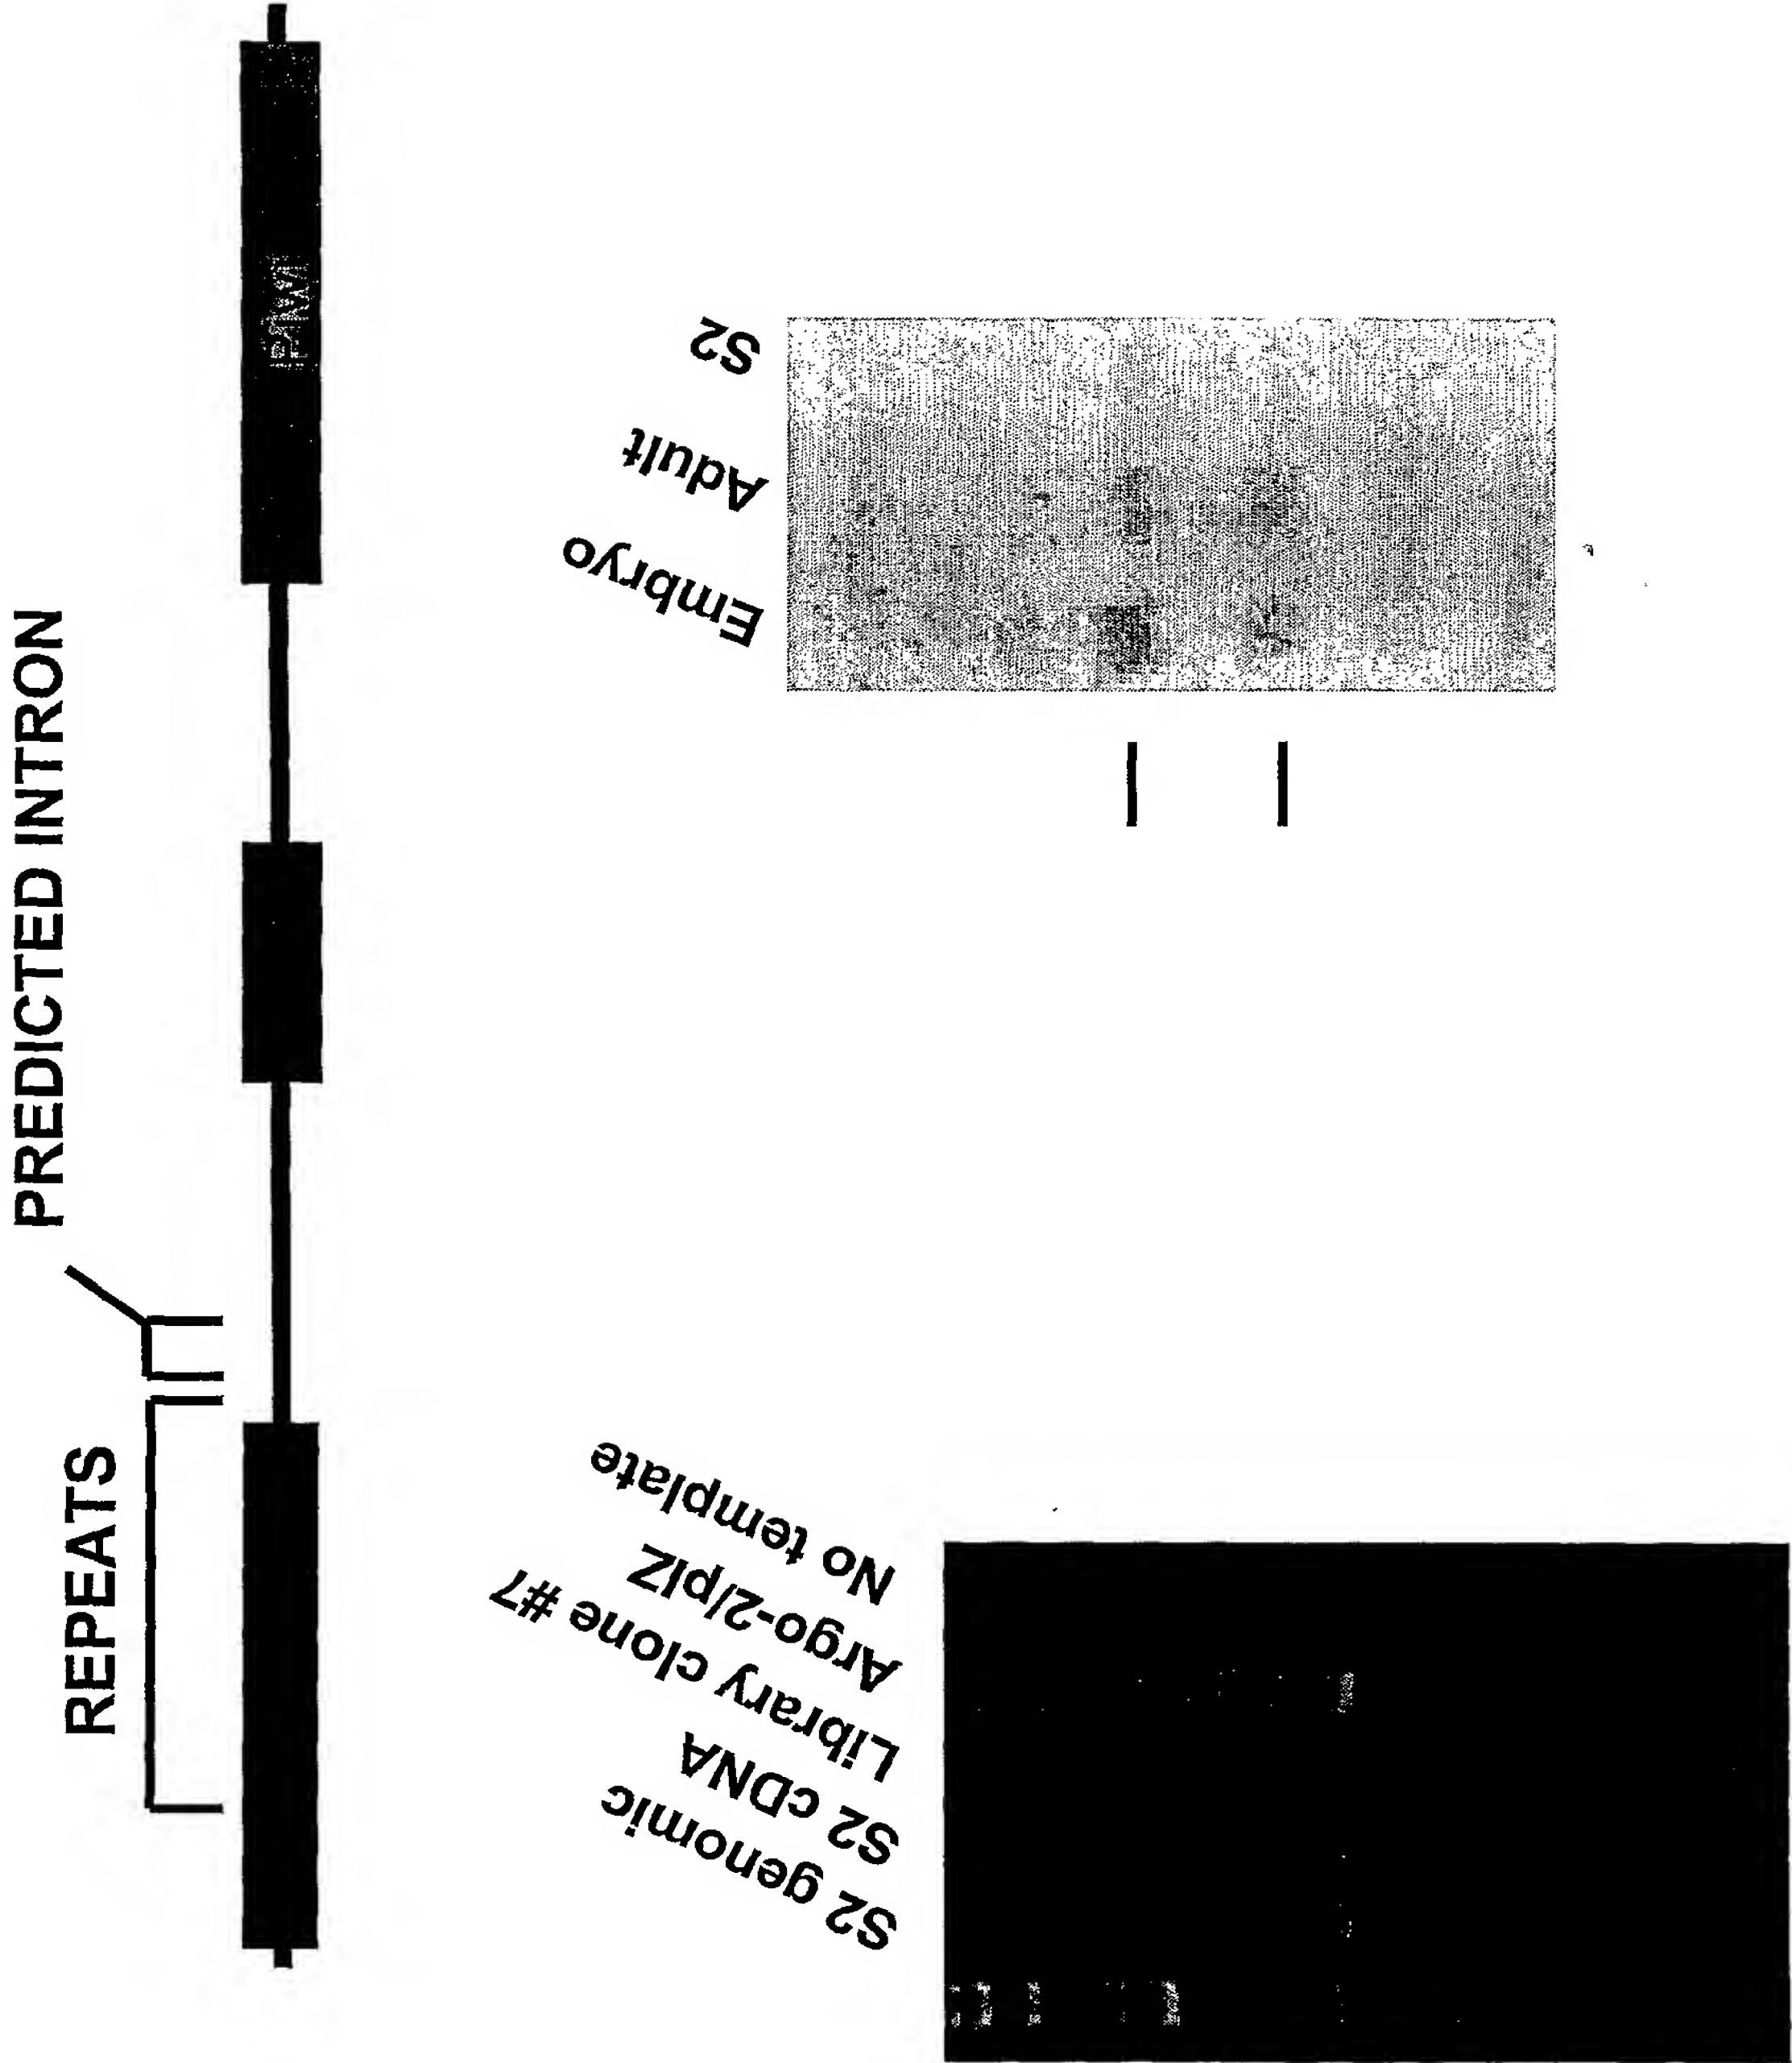 REPEATS
PREDICTED INTRON
PIWI
S2 genomic
S2 cDNA
Library clone #7
Argo-2/pIZ
No template
Embryo
Adult
S2